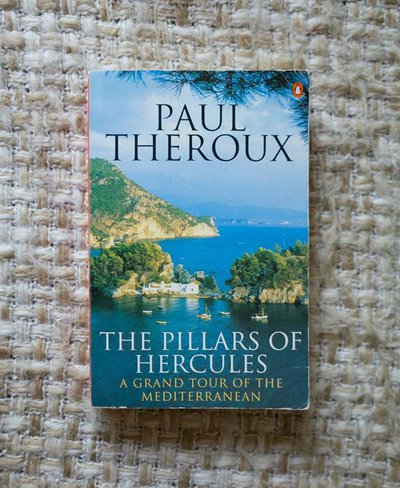 PAUL
THEROUX
THE PILLARS OF
HERCULES
A GRAND TOUR OF THE
MEDITERRANEAN